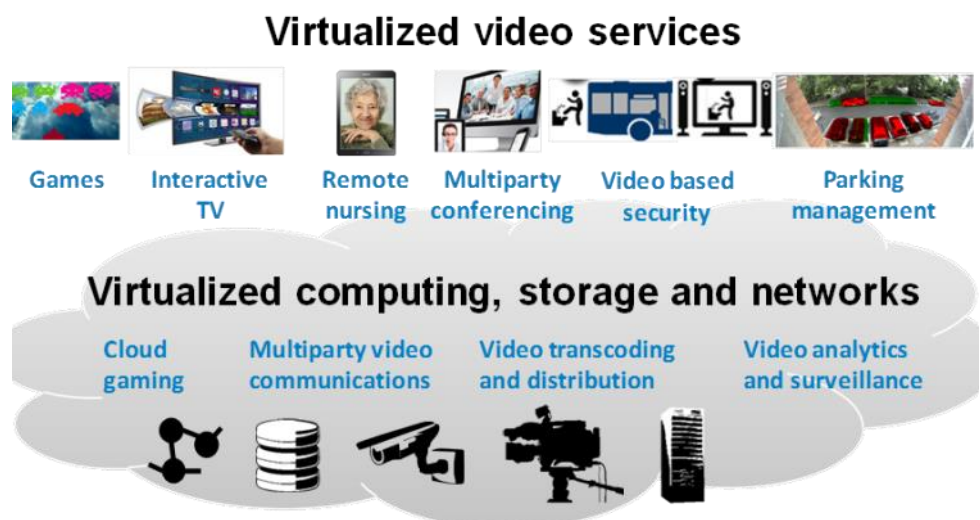 Virtualized video services
Games
Interactive
TV
Remote
nursing
Multiparty
conferencing
Video based
security
Parking
management
Virtualized computing, storage and networks
Cloud
gaming
Multiparty video
communications
Video transcoding
and distribution
Video analytics
and surveillance